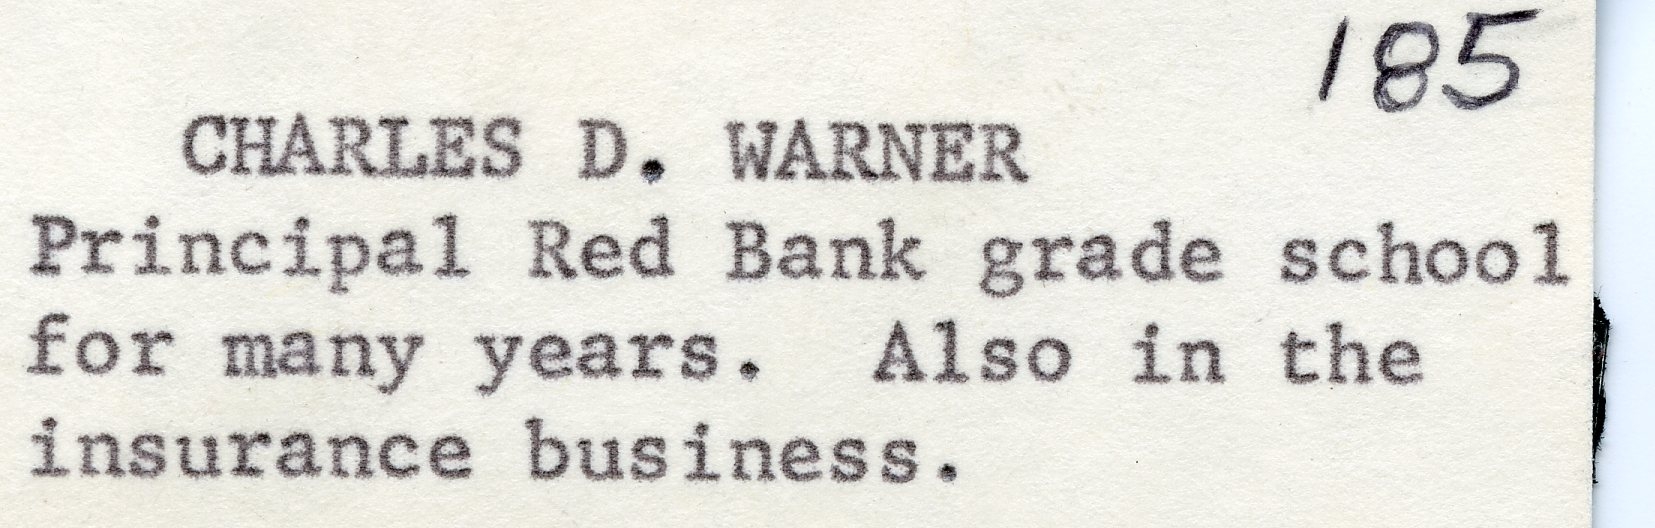 185
CHARLES D. WARNER
Principal Red Bank grade school
for many years.  Also in the
insurance business.